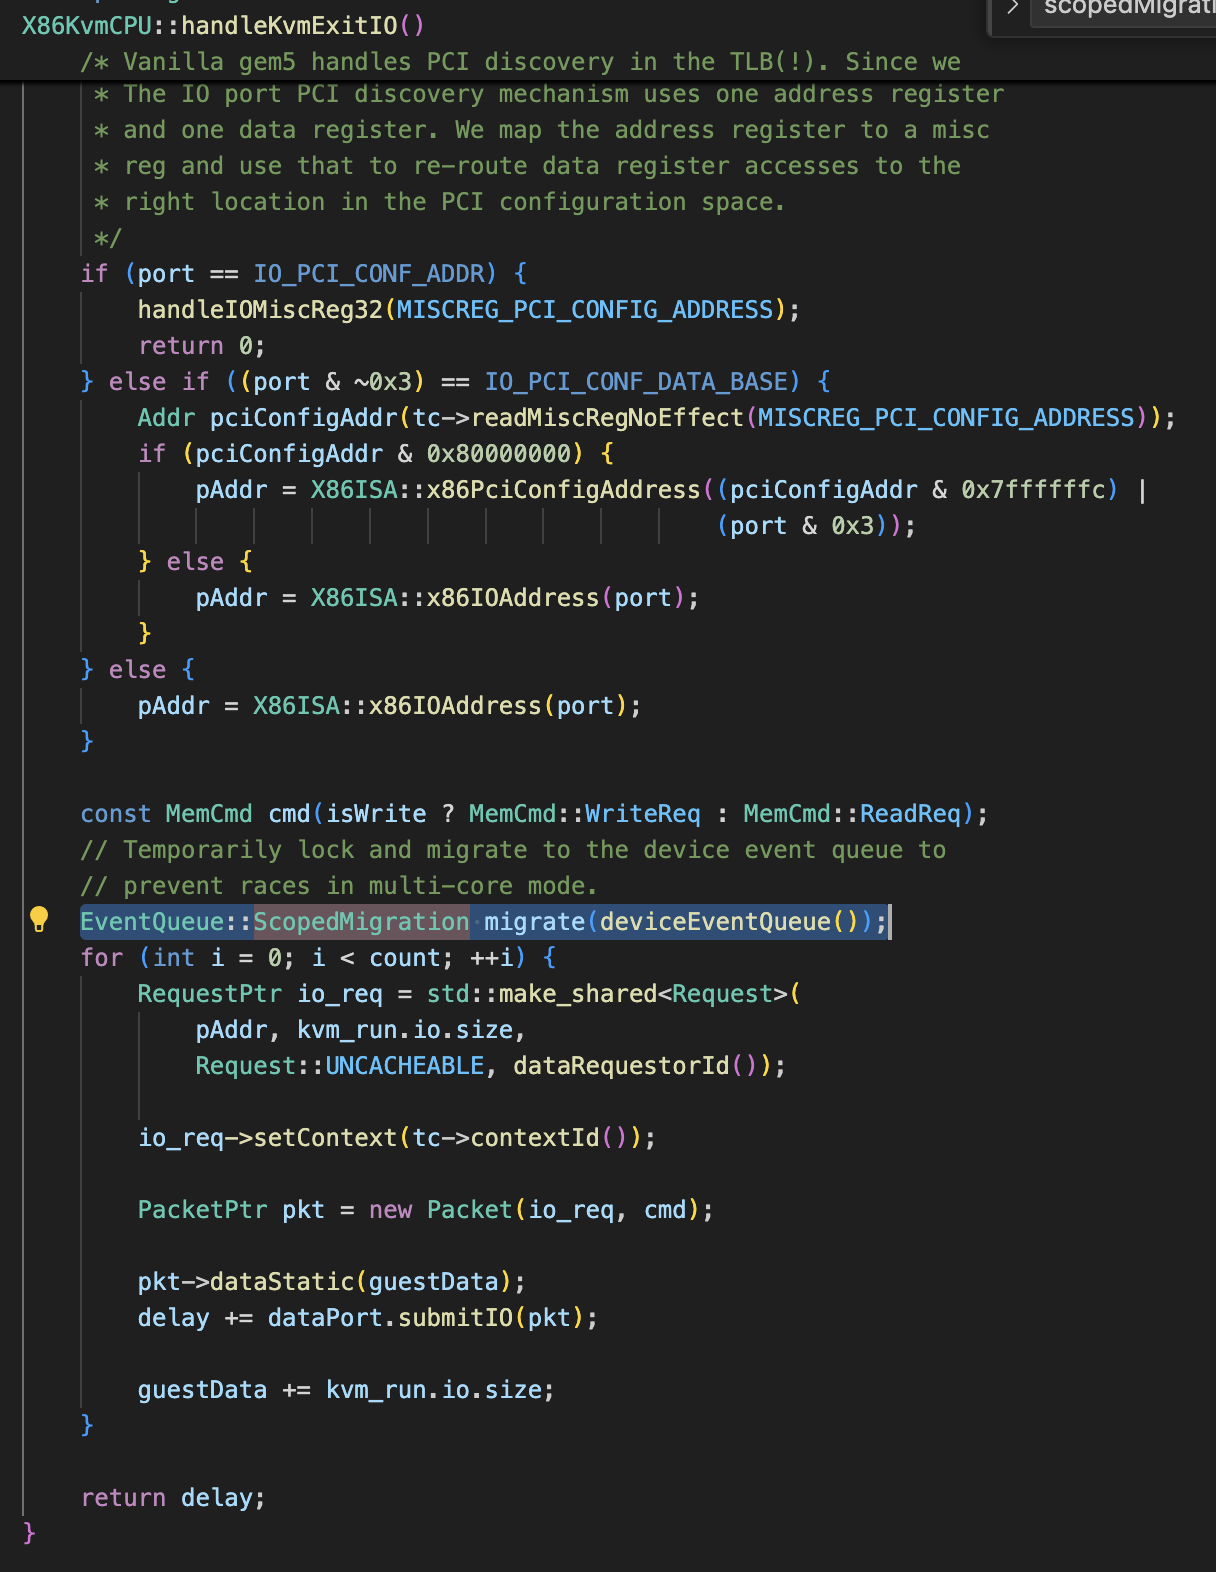 X86KvmCPU::handleKvmExitIO()
> scopedMigrati
/* Vanilla gem5 handles PCI discovery in the TLB(!). Since we
* The IO port PCI discovery mechanism uses one address register
* and one data register. We map the address register to a misc
* reg and use that to re-route data register accesses to the
* right location in the PCI configuration space.
*/
if (port == IO_PCI_CONF_ADDR) {
handleIOMiscReg32(MISCREG_PCI_CONFIG_ADDRESS);
return 0;
} else if ((port & ~0x3) == IO_PCI_CONF_DATA_BASE) {
Addr pciConfigAddr(tc->readMiscRegNoEffect(MISCREG_PCI_CONFIG_ADDRESS));
if (pciConfigAddr & 0x80000000) {
pAddr = X86ISA::x86PciConfigAddress((pciConfigAddr & 0x7ffffffc) |
(port & 0x3));
} else {
pAddr = X86ISA::x86IOAddress(port);
}
} else {
pAddr = X86ISA::x86IOAddress(port);
}
const MemCmd cmd(isWrite ? MemCmd::WriteReq : MemCmd::ReadReq);
// Temporarily lock and migrate to the device event queue to
// prevent races in multi-core mode.
EventQueue::ScopedMigration migrate(deviceEventQueue());
for (int i = 0; i < count; ++i) {
RequestPtr io_req = std::make_shared<Request>(
pAddr, kvm_run.io.size,
Request::UNCACHEABLE, dataRequestorId());
io_req->setContext(tc->contextId());
PacketPtr pkt = new Packet(io_req, cmd);
pkt->dataStatic(guestData);
delay += dataPort.submitIO(pkt);
guestData += kvm_run.io.size;
}
return delay;
}